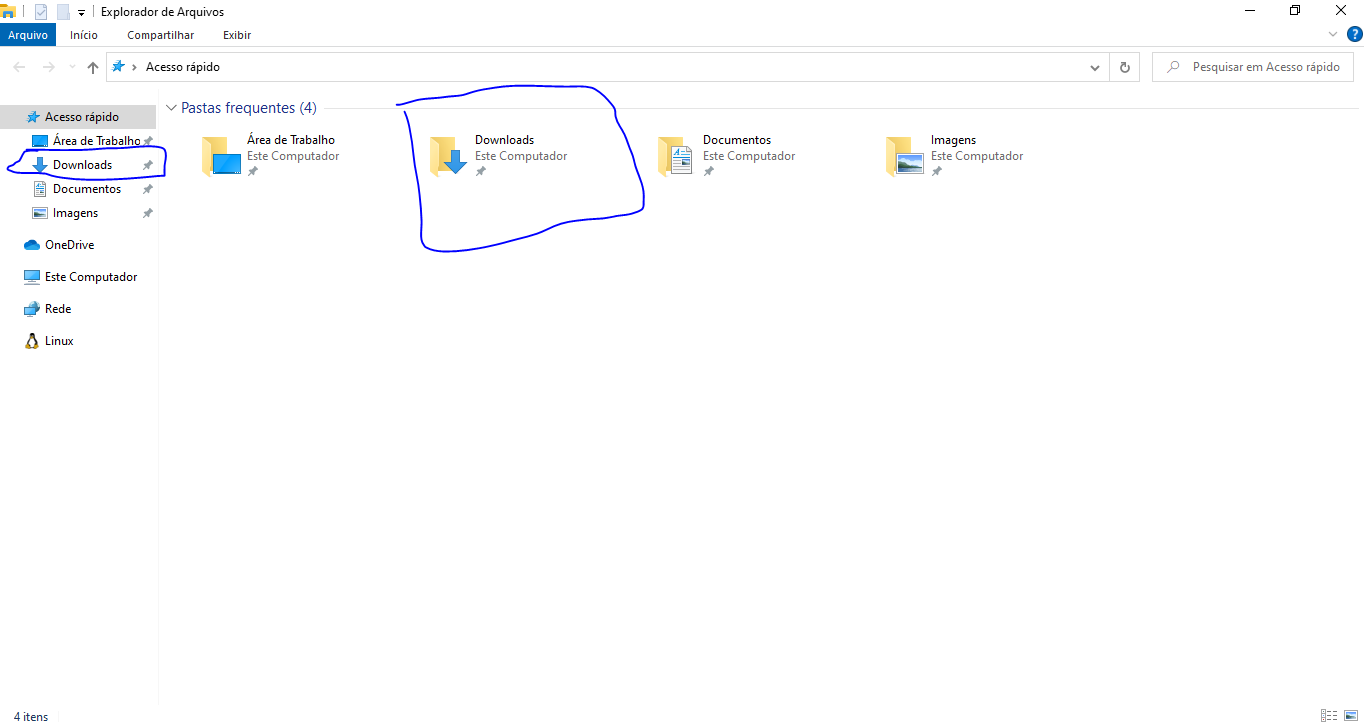 Explorador de Arquivos
Arquivo Início Compartilhar Exibir ?
Acesso rápido Pesquisar em Acesso rápido
Acesso rápido
Área de Trabalho
Downloads
Documentos
Imagens
OneDrive
Este Computador
Rede
Linux
Pastas frequentes (4)
Área de Trabalho
Este Computador
Downloads
Este Computador
Documentos
Este Computador
Imagens
Este Computador
4 itens